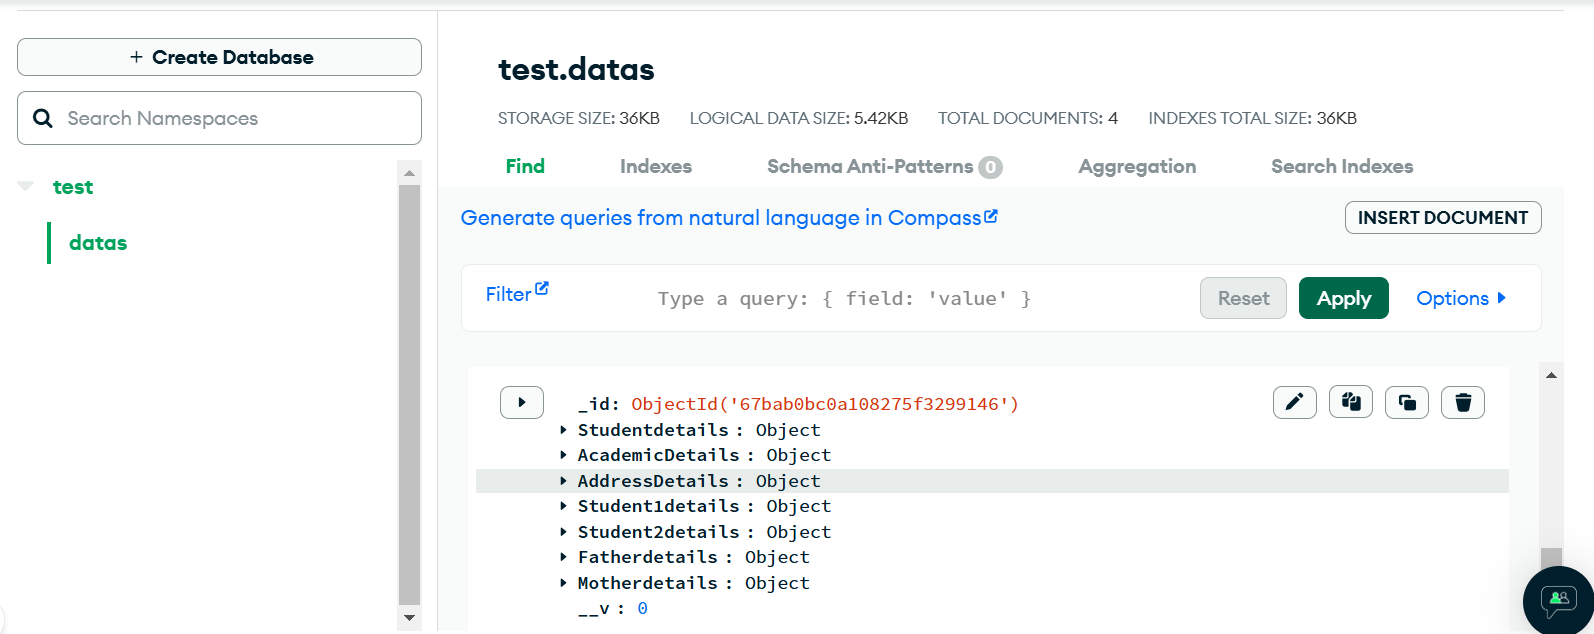 + Create Database
Search Namespaces
test
datas
test.datas
STORAGE SIZE: 36KB LOGICAL DATA SIZE: 5.42KB TOTAL DOCUMENTS: 4 INDEXES TOTAL SIZE: 36KB
Find Indexes Schema Anti-Patterns 0 Aggregation Search Indexes
Generate queries from natural language in Compass
INSERT DOCUMENT
Filter Type a query: { field: 'value' } Reset Apply Options
_id: ObjectId('67bab0bc0a108275f3299146')
Studentdetails : Object
AcademicDetails : Object
AddressDetails : Object
Student1details : Object
Student2details : Object
Fatherdetails : Object
Motherdetails : Object
__v : 0